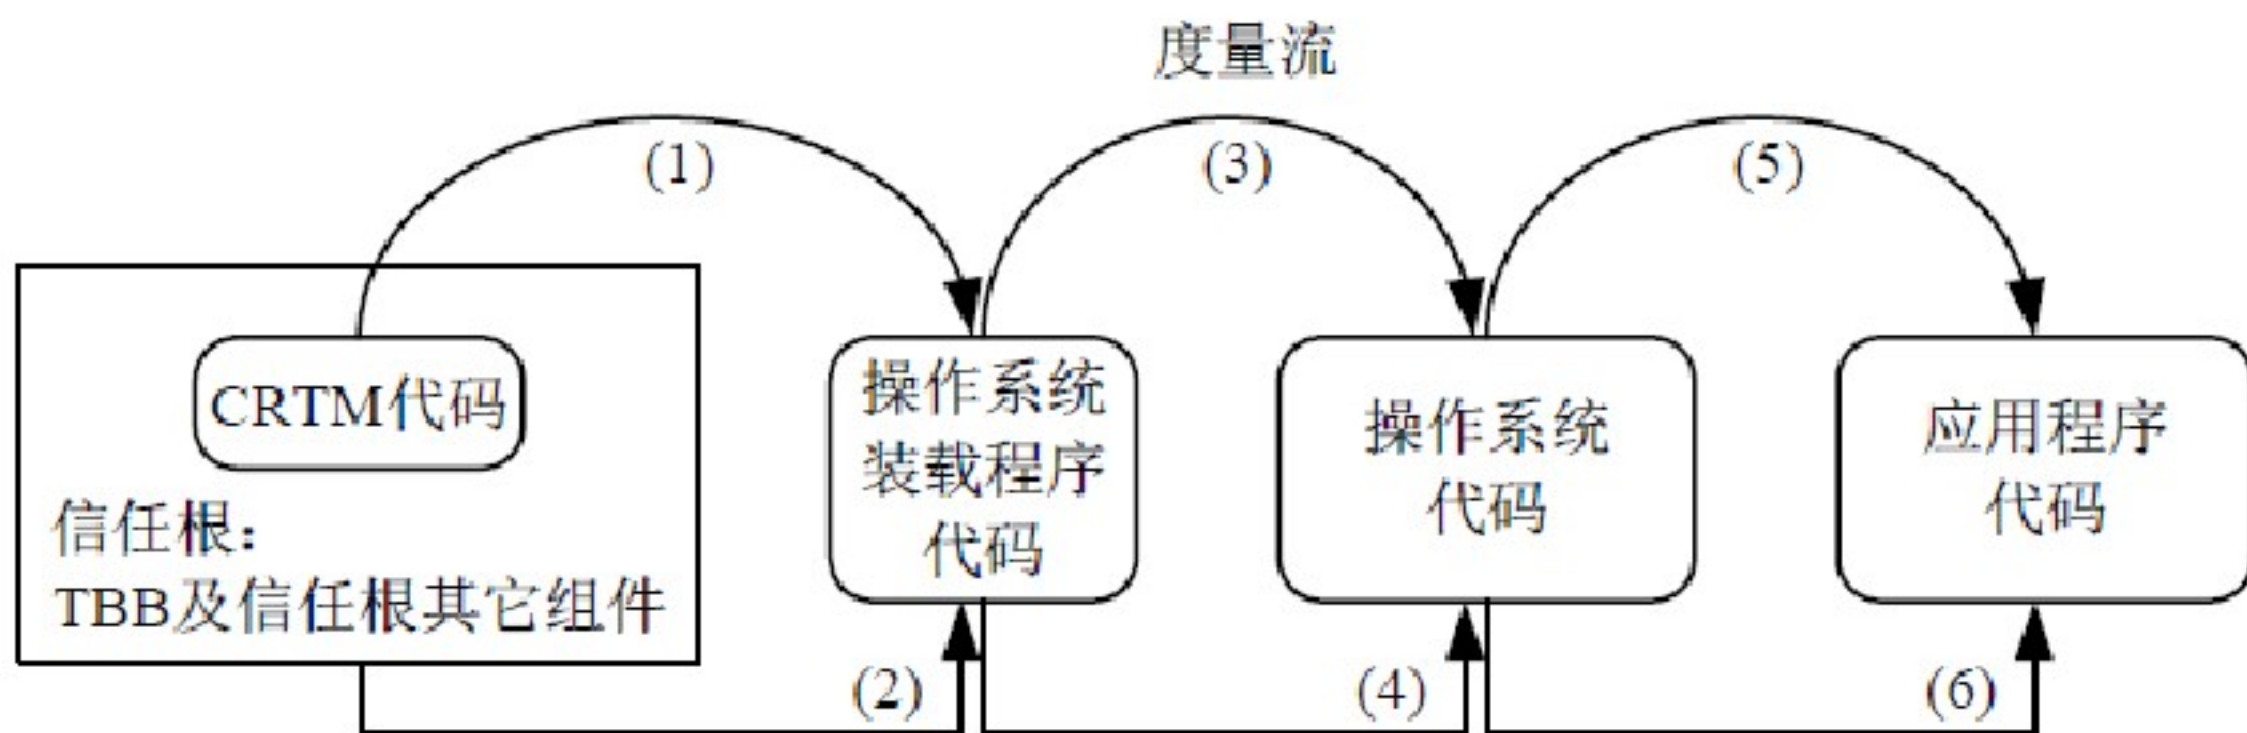 度量流
(1)
(3)
(5)
CRTM代码
信任根：
TBB及信任根其它组件
操作系统
装载程序
代码
操作系统
代码
应用程序
代码
(2)
(4)
(6)